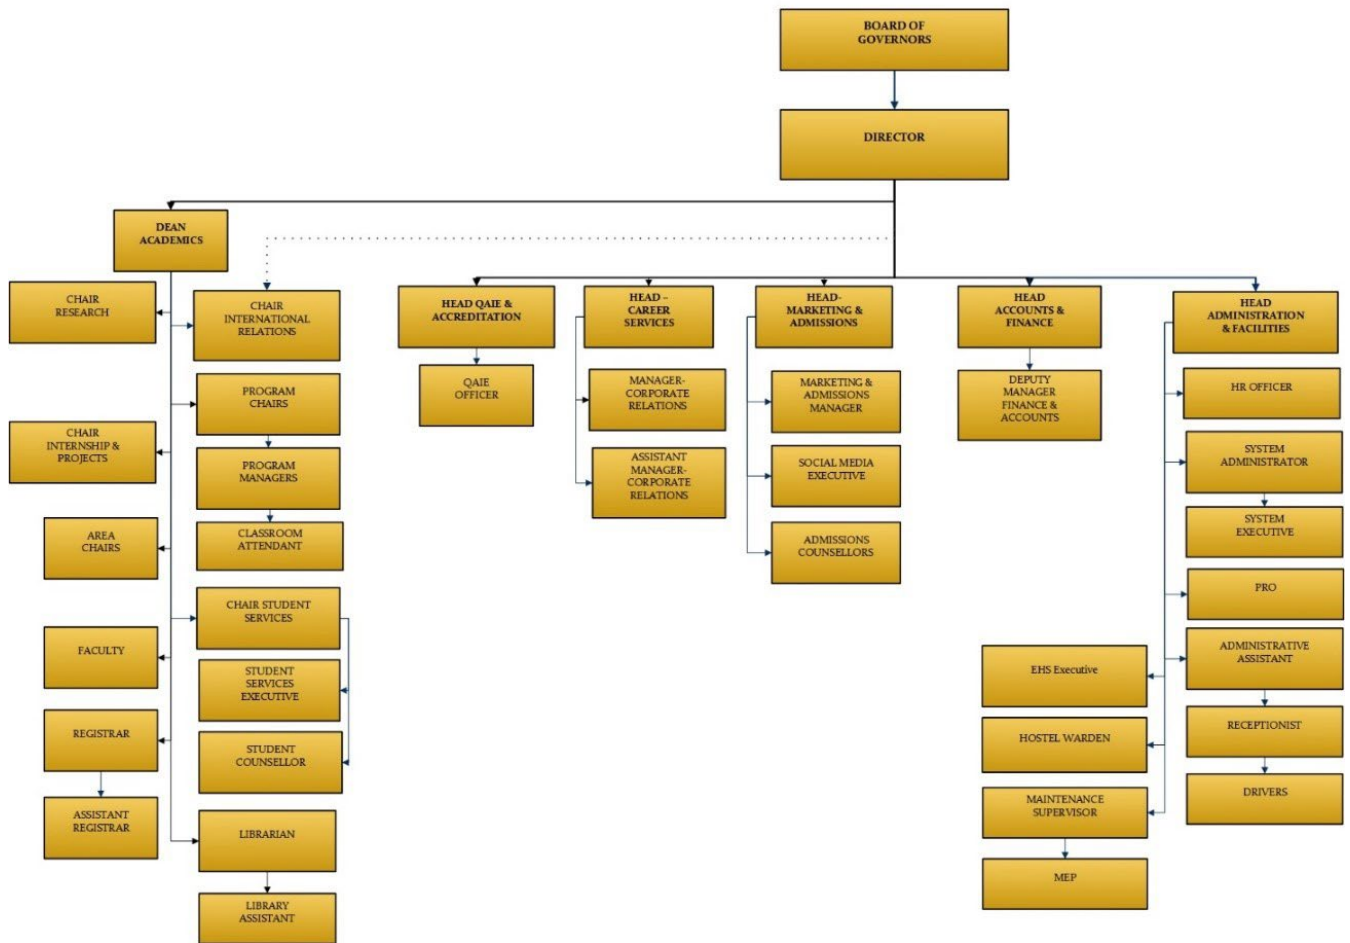 BOARD OF
GOVERNORS
DIRECTOR
DEAN
ACADEMICS
CHAIR
RESEARCH
CHAIR
INTERNATIONAL
RELATIONS
PROGRAM
CHAIRS
CHAIR
INTERNSHIP &
PROJECTS
PROGRAM
MANAGERS
AREA
CHAIRS
CLASSROOM
ATTENDANT
CHAIR STUDENT
SERVICES
FACULTY
STUDENT
SERVICES
EXECUTIVE
REGISTRAR
STUDENT
COUNSELLOR
ASSISTANT
REGISTRAR
LIBRARIAN
LIBRARY
ASSISTANT
HEAD QAIE &
ACCREDITATION
QAIE
OFFICER
HEAD –
CAREER
SERVICES
MANAGER-
CORPORATE
RELATIONS
ASSISTANT
MANAGER-
CORPORATE
RELATIONS
HEAD-
MARKETING &
ADMISSIONS
MARKETING &
ADMISSIONS
MANAGER
SOCIAL MEDIA
EXECUTIVE
ADMISSIONS
COUNSELLORS
HEAD
ACCOUNTS &
FINANCE
DEPUTY
MANAGER
FINANCE &
ACCOUNTS
HEAD
ADMINISTRATION
& FACILITIES
HR OFFICER
SYSTEM
ADMINISTRATOR
SYSTEM
EXECUTIVE
PRO
ADMINISTRATIVE
ASSISTANT
EHS Executive
RECEPTIONIST
HOSTEL WARDEN
DRIVERS
MAINTENANCE
SUPERVISOR
MEP